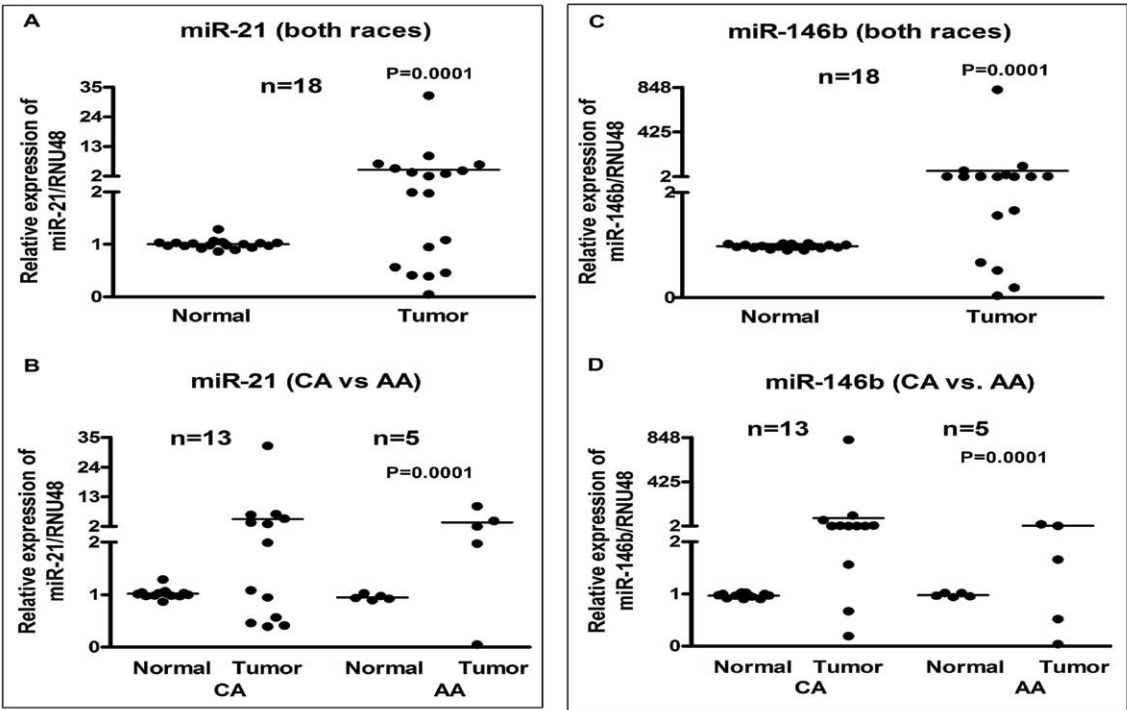 A
miR-21 (both races)
P=0.0001
n=18
35
24
13
2
2
1
0
Relative expression of
miR-21/RNU48
Normal
Tumor
B
miR-21 (CA vs AA)
n=13
n=5
P=0.0001
35
24
13
2
2
1
0
Relative expression of
miR-21/RNU48
Normal Tumor Normal Tumor
CA AA
C
miR-146b (both races)
P=0.0001
n=18
848
425
2
2
1
0
Relative expression of
miR-146b/RNU48
Normal
Tumor
D
miR-146b (CA vs. AA)
n=13
n=5
P=0.0001
848
425
2
2
1
0
Relative expression of
miR-146b/RNU48
Normal Tumor Normal Tumor
CA AA